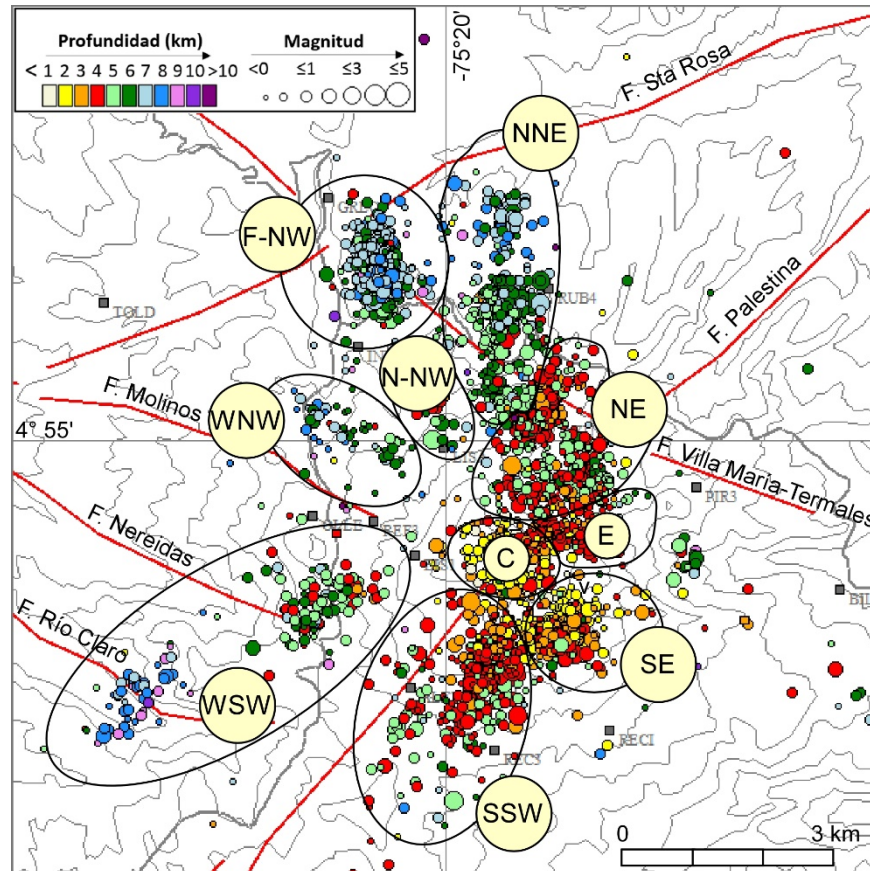 Profundidad (km)
Magnitud
< 1 2 3 4 5 6 7 8 9 10 >10
<0 ≤1 ≤3 ≤5
-75°20'
F. Sta Rosa
NNE
F-NW
TOLD
RUB4
F. Palestina
N-NW
F. Molinos
WNW
NE
4° 55'
F. Villa María-Termales
PIR3
F. Nereidas
E
C
F. Río Claro
SE
WSW
RECI
REC3
SSW
0 3 km